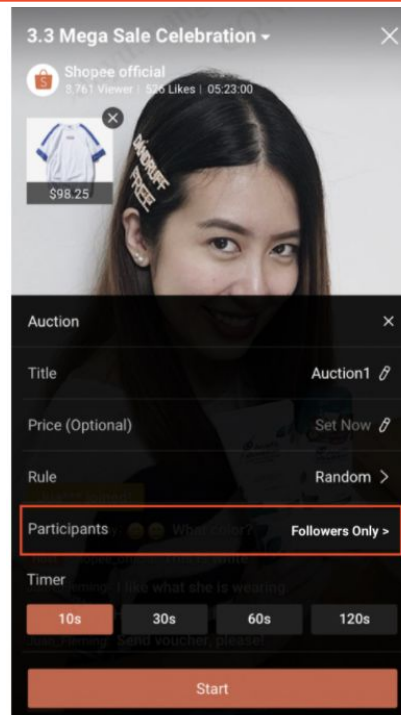 3.3 Mega Sale Celebration
Shopee official
3,761 Viewer | 526 Likes | 05:23:00
$98.25
DANDRUFF
FREE
Auction
Title Auction1
Price (Optional) Set Now
Rule Random >
Participants What color? Followers Only >
Timer
I like what she is wearing
10s 30s 60s 120s
Send voucher, please!
Start